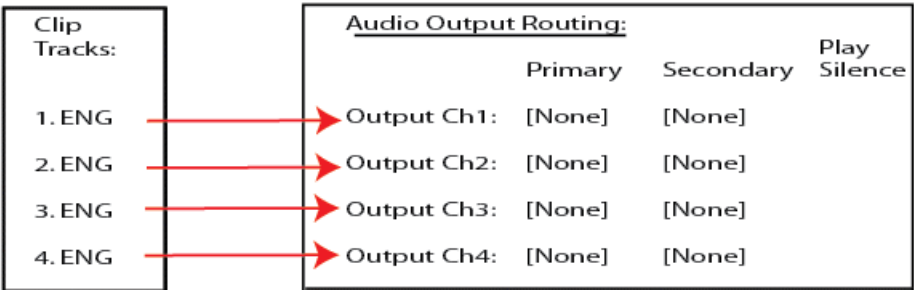 Clip
Tracks:
1. ENG
2. ENG
3. ENG
4. ENG
Audio Output Routing:
Primary Secondary Play Silence
Output Ch1: [None] [None]
Output Ch2: [None] [None]
Output Ch3: [None] [None]
Output Ch4: [None] [None]